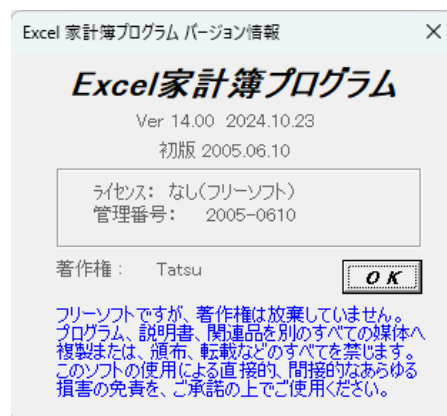 Excel 家計簿プログラム バージョン情報
Excel家計簿プログラム
Ver 14.00 2024.10.23
初版 2005.06.10
ライセンス： なし(フリーソフト)
管理番号： 2005-0610
著作権： Tatsu
OK
フリーソフトですが、著作権は放棄していません。
プログラム、説明書、関連品を別のすべての媒体へ
複製または、頒布、転載などのすべてを禁じます。
このソフトの使用による直接的、間接的なあらゆる
損害の免責を、ご承諾の上でご使用ください。